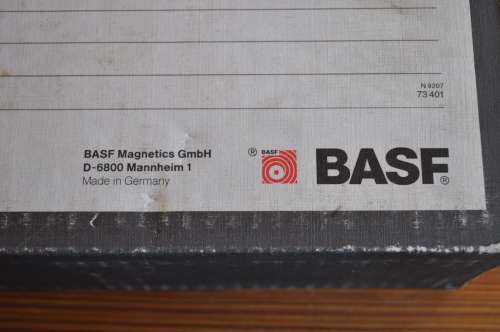 N 9207
73 401
BASF Magnetics GmbH
D-6800 Mannheim 1
Made in Germany
® BASF
BASF®